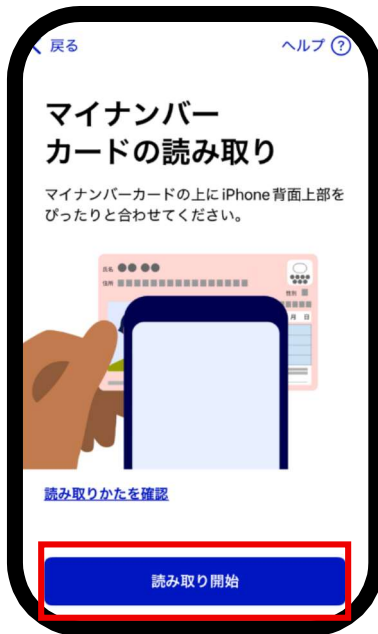 戻る
ヘルプ ?
マイナンバー
カードの読み取り
マイナンバーカードの上にiPhone背面上部を
ぴったりと合わせてください。
氏名
住所
性別
月 日
読み取りかたを確認
読み取り開始